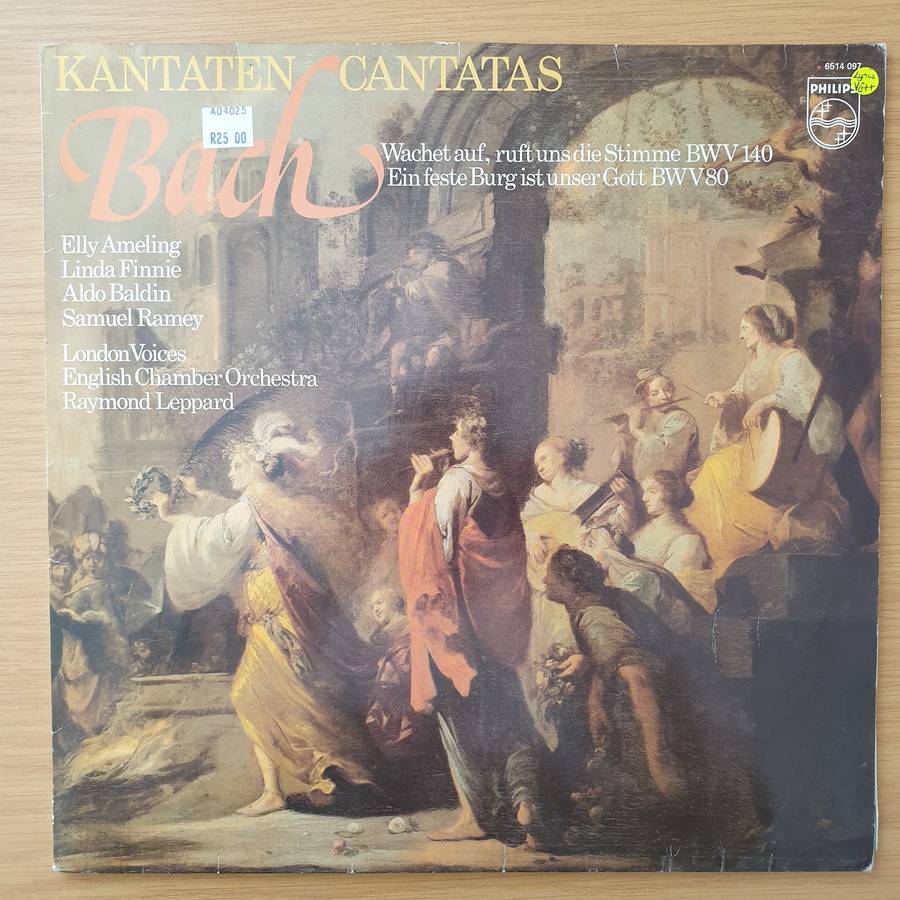 KANTATEN CANTATAS
6514 097
Lyrics
VG++
PHILIPS
A04025
R25 00
Bach
Wachet auf, ruft uns die Stimme BWV 140
Ein feste Burg ist unser Gott BWV 80
Elly Ameling
Linda Finnie
Aldo Baldin
Samuel Ramey
London Voices
English Chamber Orchestra
Raymond Leppard